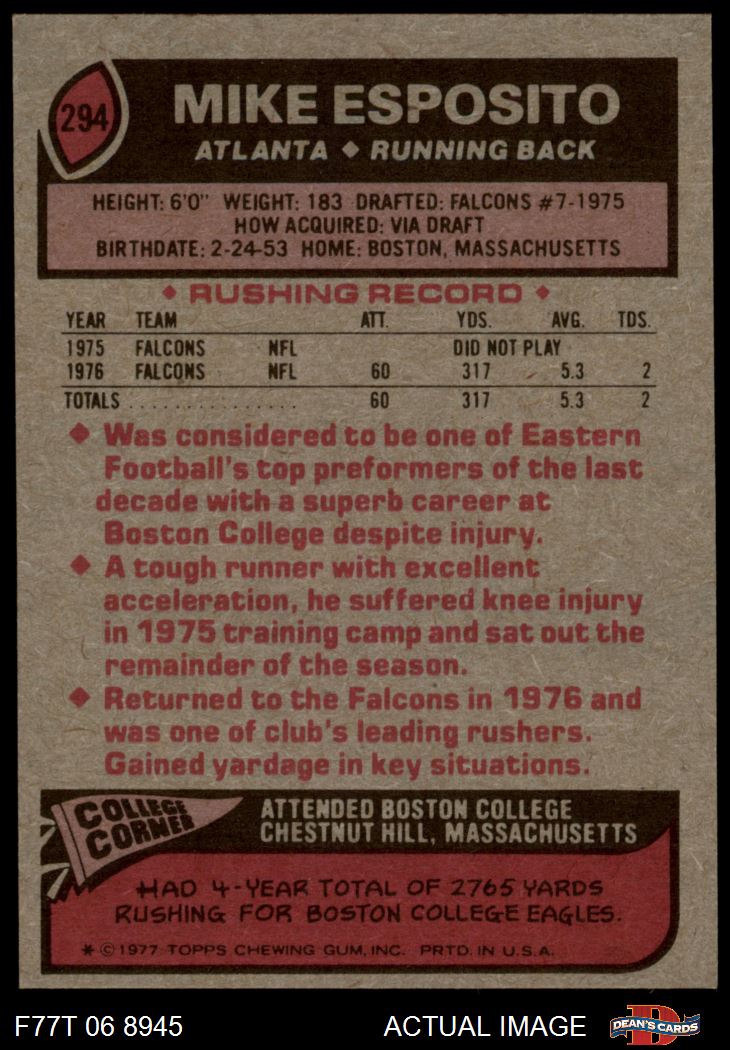 294
MIKE ESPOSITO
ATLANTA ◆ RUNNING BACK
HEIGHT: 6'0" WEIGHT: 183 DRAFTED: FALCONS #7-1975
HOW ACQUIRED: VIA DRAFT
BIRTHDATE: 2-24-53 HOME: BOSTON, MASSACHUSETTS
◆ RUSHING RECORD ◆
YEAR TEAM ATT. YDS. AVG. TDS.
1975 FALCONS NFL DID NOT PLAY
1976 FALCONS NFL 60 317 5.3 2
TOTALS . . . . . . . . . . . . . . . 60 317 5.3 2
◆ Was considered to be one of Eastern
Football's top preformers of the last
decade with a superb career at
Boston College despite injury.
◆ A tough runner with excellent
acceleration, he suffered knee injury
in 1975 training camp and sat out the
remainder of the season.
◆ Returned to the Falcons in 1976 and
was one of club's leading rushers.
Gained yardage in key situations.
COLLEGE
CORNER
ATTENDED BOSTON COLLEGE
CHESTNUT HILL, MASSACHUSETTS
HAD 4-YEAR TOTAL OF 2765 YARDS
RUSHING FOR BOSTON COLLEGE EAGLES.
* © 1977 TOPPS CHEWING GUM, INC. PRTD. IN U.S.A.
F77T 06 8945 ACTUAL IMAGE
D
DEAN'S CARDS